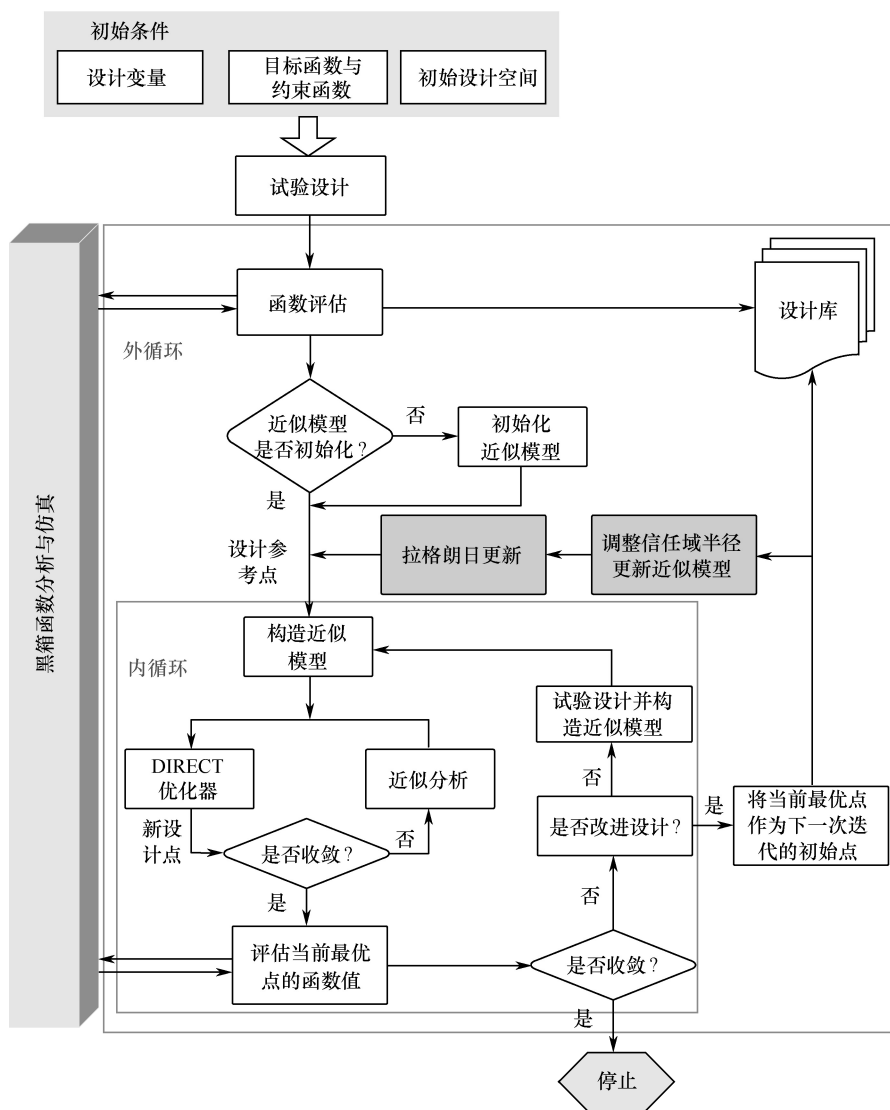 初始条件
设计变量
目标函数与
约束函数
初始设计空间
试验设计
函数评估
设计库
外循环
近似模型
是否初始化？
否
初始化
近似模型
是
设计参
考点
拉格朗日更新
调整信任域半径
更新近似模型
黑箱函数分析与仿真
构造近似
模型
内循环
试验设计并构
造近似模型
DIRECT
优化器
近似分析
否
是否改进设计？
是
将当前最优点
作为下一次迭
代的初始点
新设
计点
是否收敛？
否
是
否
评估当前最优
点的函数值
是否收敛？
是
停止